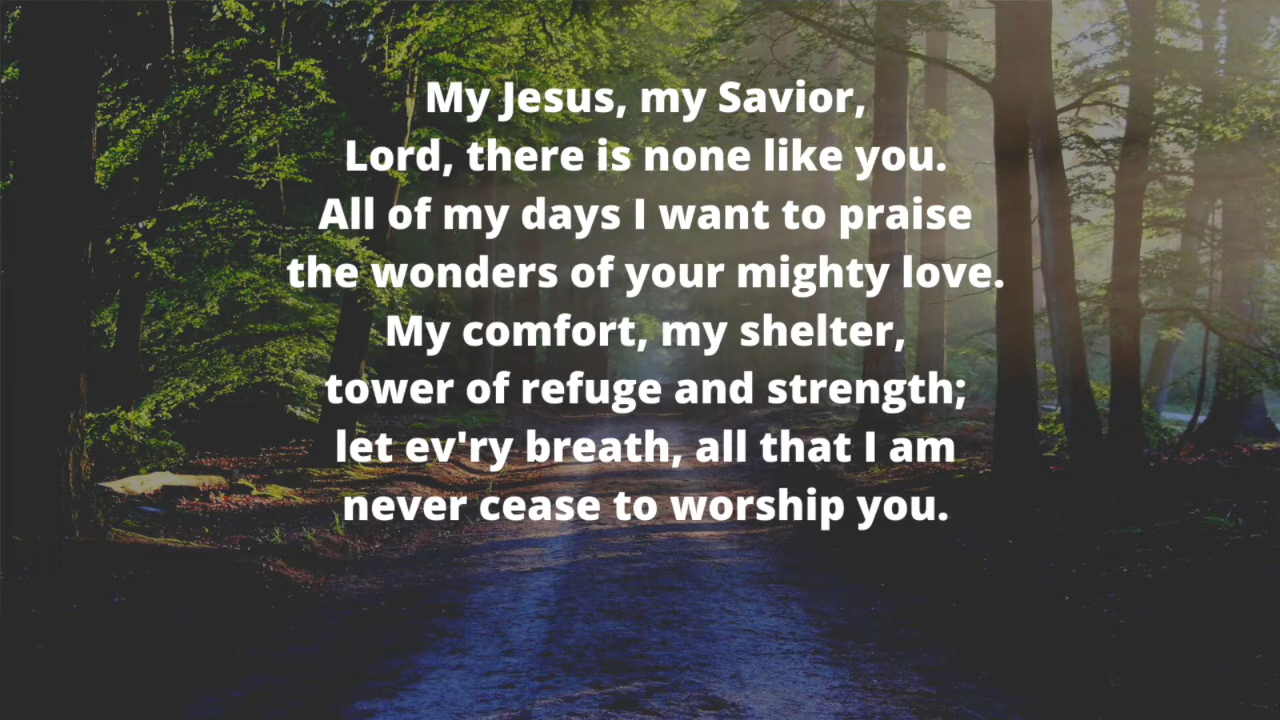 My Jesus, my Savior,
Lord, there is none like you.
All of my days I want to praise
the wonders of your mighty love.
My comfort, my shelter,
tower of refuge and strength;
let ev'ry breath, all that I am
never cease to worship you.